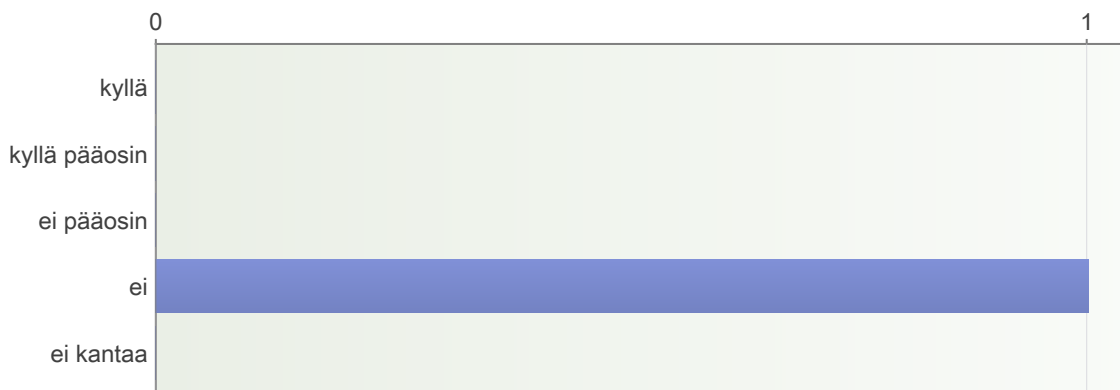 0 1
kyllä
kyllä pääosin
ei pääosin
ei
ei kantaa